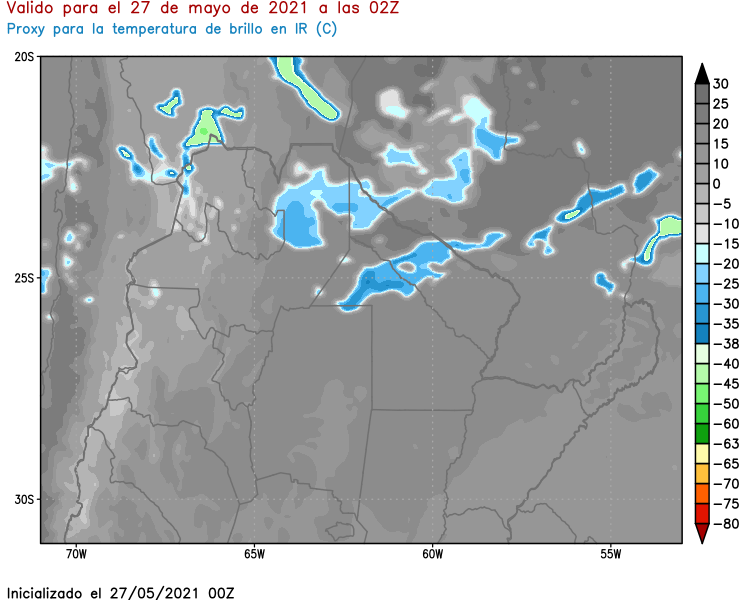 Valido para el 27 de mayo de 2021 a las 02Z
Proxy para la temperatura de brillo en IR (C)
20S
25S
30S
70W
65W
60W
55W
30
25
20
15
10
0
−5
−10
−15
−20
−25
−30
−35
−38
−40
−45
−50
−60
−63
−65
−70
−75
−80
Inicializado el 27/05/2021 00Z